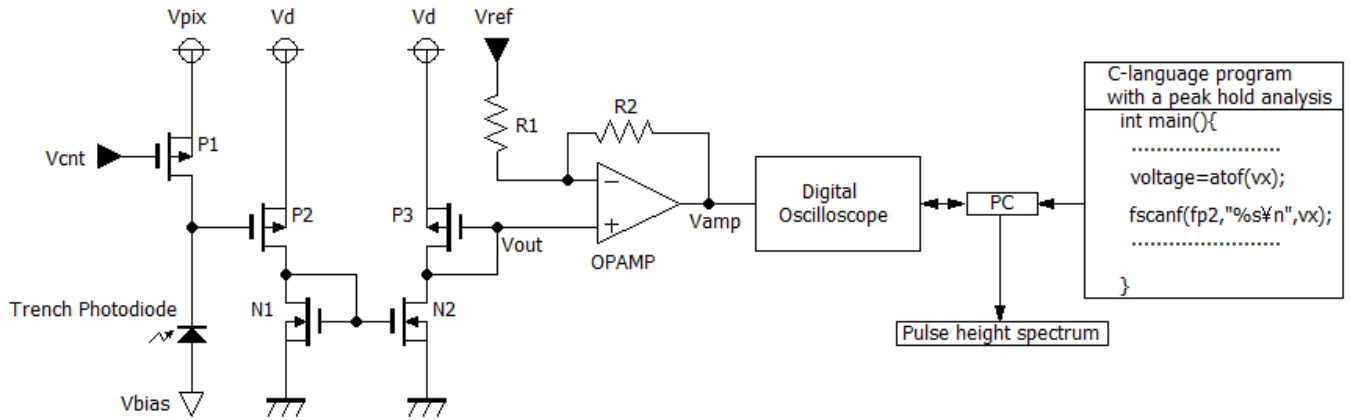 Vpix
Vd
Vd
Vref
P1
Vcnt
P2
P3
R1
R2
Vout
OPAMP
Vamp
N1
N2
Trench Photodiode
Vbias
−
+
Digital
Oscilloscope
PC
C-language program
with a peak hold analysis
int main(){
........................
voltage=atof(vx);
fscanf(fp2,"%s¥n",vx);
........................
}
Pulse height spectrum